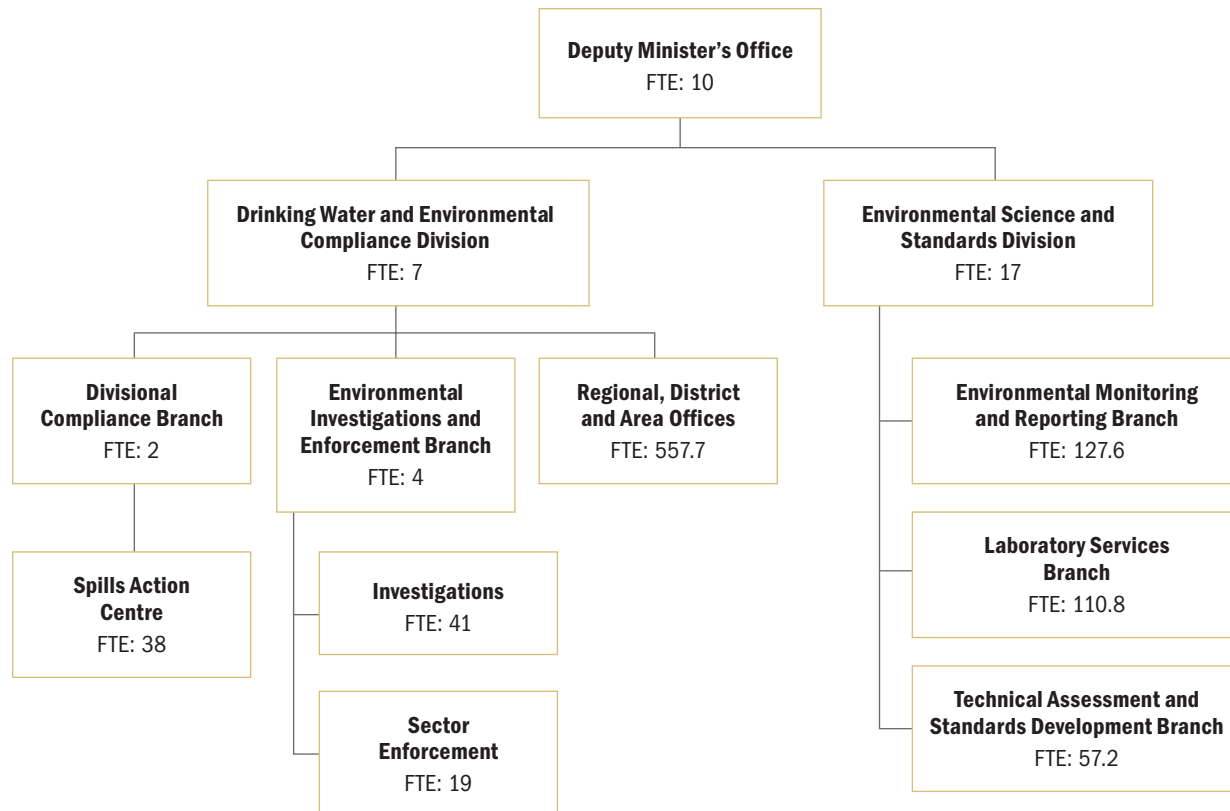 Deputy Minister’s Office
FTE: 10
Drinking Water and Environmental
Compliance Division
FTE: 7
Environmental Science and
Standards Division
FTE: 17
Divisional
Compliance Branch
FTE: 2
Environmental
Investigations and
Enforcement Branch
FTE: 4
Regional, District
and Area Offices
FTE: 557.7
Environmental Monitoring
and Reporting Branch
FTE: 127.6
Spills Action
Centre
FTE: 38
Investigations
FTE: 41
Laboratory Services
Branch
FTE: 110.8
Sector
Enforcement
FTE: 19
Technical Assessment and
Standards Development Branch
FTE: 57.2